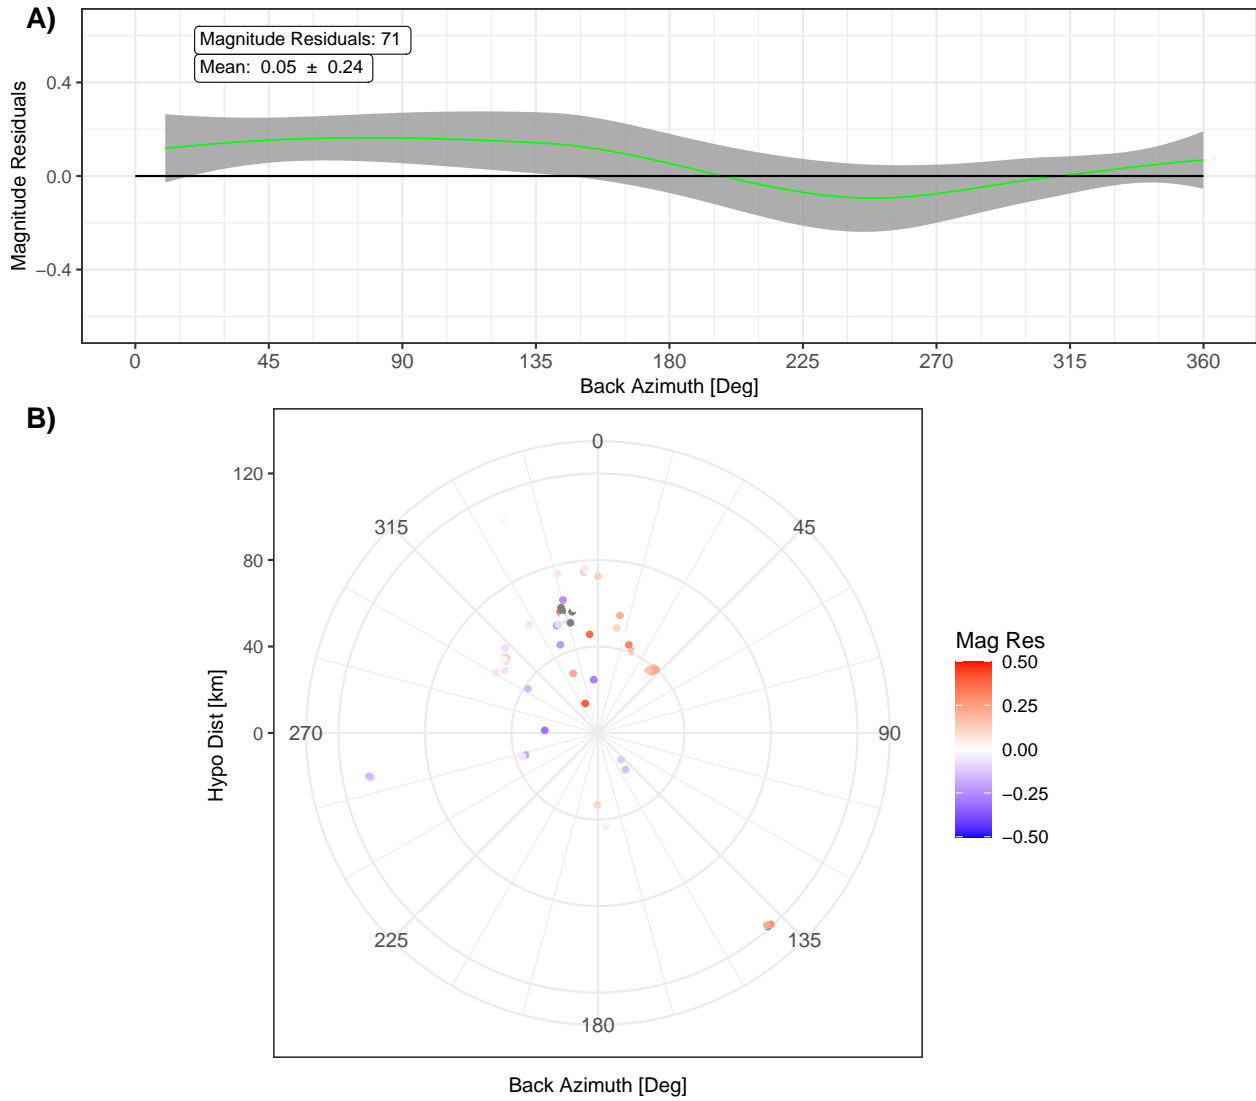 A)
Magnitude Residuals: 71
Mean:  0.05  ±  0.24
Magnitude Residuals
0.4
0.0
−0.4
0 45 90 135 180 225 270 315 360
Back Azimuth [Deg]
B)
Hypo Dist [km]
120
80
40
0
0
45
90
135
180
225
270
315
Back Azimuth [Deg]
Mag Res
0.50
0.25
0.00
−0.25
−0.50